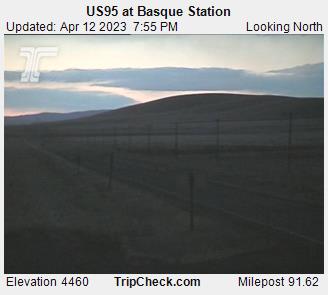 US95 at Basque Station
Updated: Apr 12 2023 7:55 PM Looking North
Elevation 4460 TripCheck.com Milepost 91.62